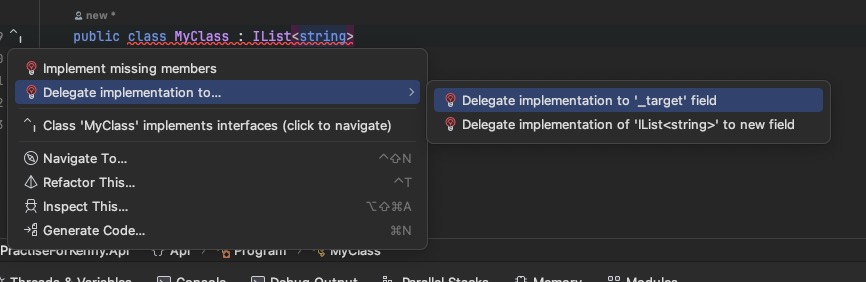 new *
public class MyClass : IList<string>
Implement missing members
Delegate implementation to...
Delegate implementation to '_target' field
Delegate implementation of 'IList<string>' to new field
Class 'MyClass' implements interfaces (click to navigate)
Navigate To... ^⇧N
Refactor This... ^T
Inspect This... ⌥⇧⌘A
Generate Code... ⌘N
PractiseForKenny.Api {} Api Program MyClass
Threads & Variables Console Debug Output Parallel Stacks Memory Modules